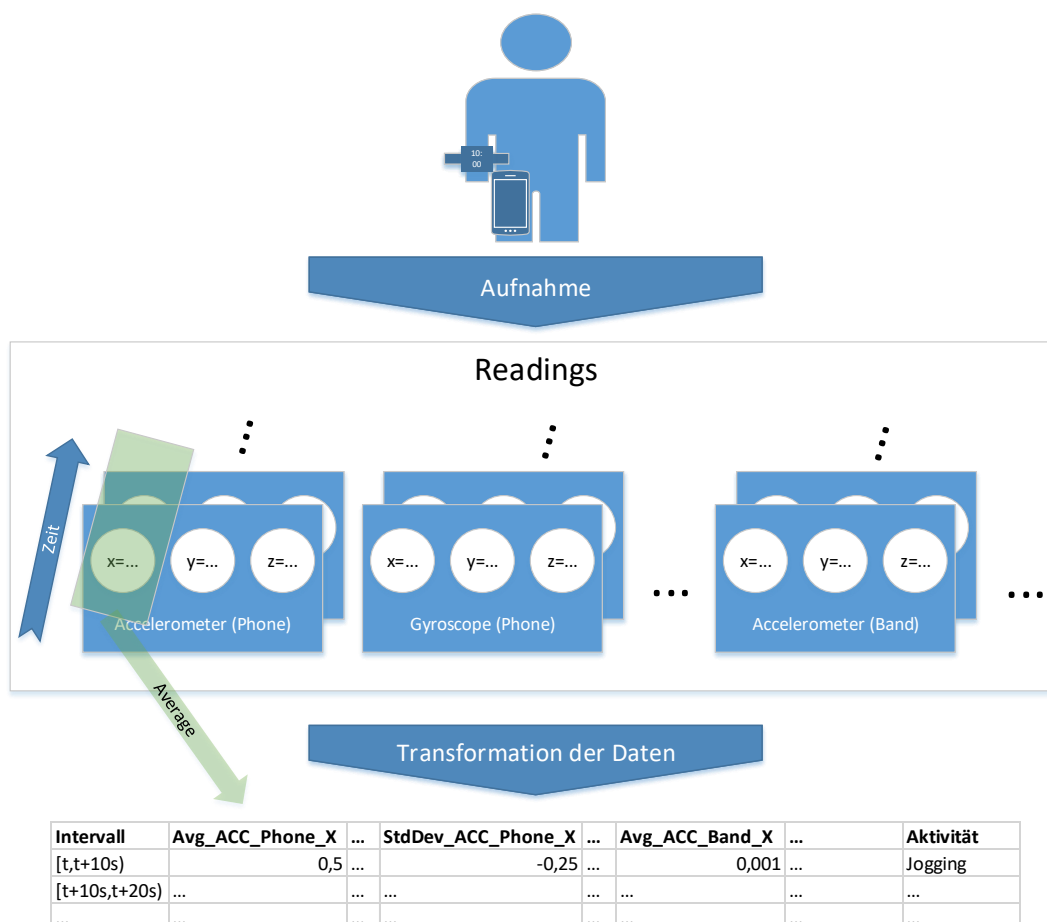 10:
00
Aufnahme
Readings
...
...
...
Zeit
x=...
y=...
z=...
Accelerometer (Phone)
x=...
y=...
z=...
Gyroscope (Phone)
...
x=...
y=...
z=...
Accelerometer (Band)
...
Average
Transformation der Daten
Intervall Avg_ACC_Phone_X ... StdDev_ACC_Phone_X ... Avg_ACC_Band_X ... Aktivität
[t,t+10s) 0,5 ... -0,25 ... 0,001 ... Jogging
[t+10s,t+20s) ... ... ... ... ... ... ...
... ... ... ... ... ... ... ...